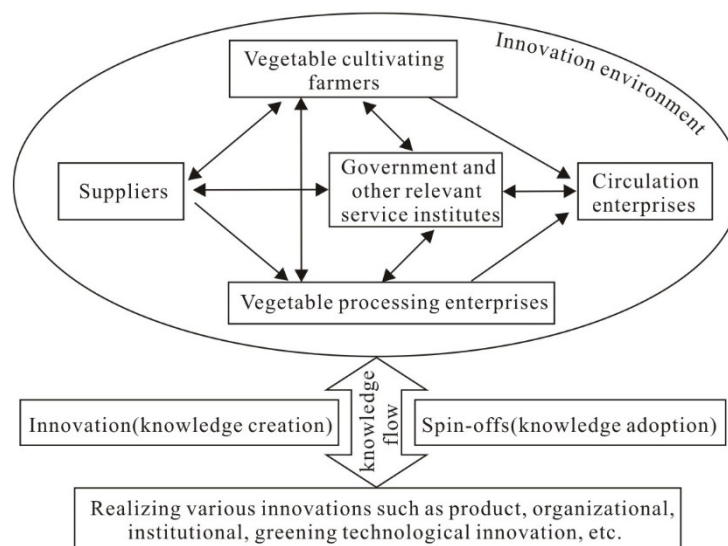 Innovation environment
Vegetable cultivating
farmers
Suppliers
Government and
other relevant
service institutes
Circulation
enterprises
Vegetable processing enterprises
Innovation(knowledge creation)
knowledge
flow
Spin-offs(knowledge adoption)
Realizing various innovations such as product, organizational,
institutional, greening technological innovation, etc.